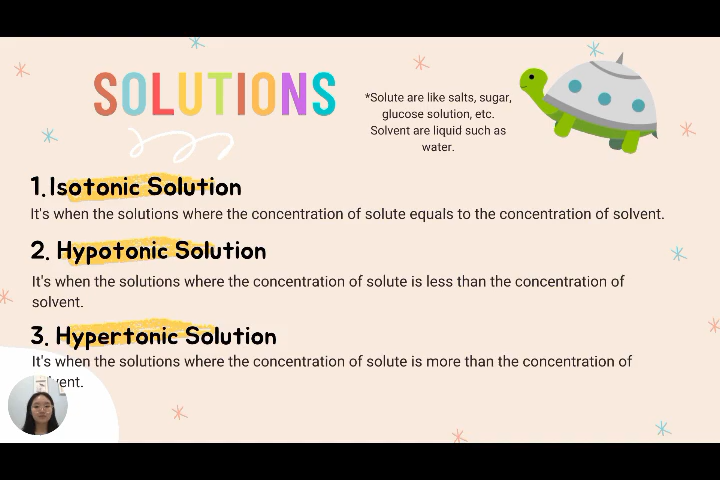 SOLUTIONS
*Solute are like salts, sugar,
glucose solution, etc.
Solvent are liquid such as
water.
1. Isotonic Solution
It's when the solutions where the concentration of solute equals to the concentration of solvent.
2. Hypotonic Solution
It's when the solutions where the concentration of solute is less than the concentration of
solvent.
3. Hypertonic Solution
It's when the solutions where the concentration of solute is more than the concentration of